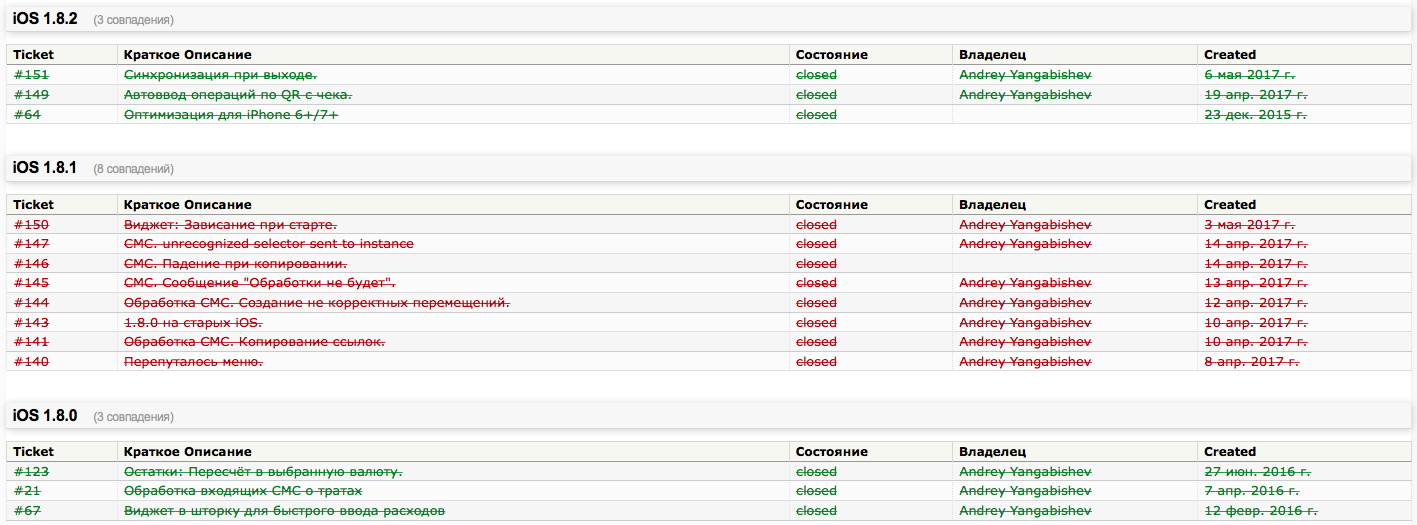 iOS 1.8.2 (3 совпадения)
Ticket Краткое Описание Состояние Владелец Created
#151 Синхронизация при выходе. closed Andrey Yangabishev 6 мая 2017 г.
#149 Автоввод операций по QR с чека. closed Andrey Yangabishev 19 апр. 2017 г.
#64 Оптимизация для iPhone 6+/7+ closed 23 дек. 2015 г.
iOS 1.8.1 (8 совпадений)
Ticket Краткое Описание Состояние Владелец Created
#150 Виджет: Зависание при старте. closed Andrey Yangabishev 3 мая 2017 г.
#147 СМС. unrecognized selector sent to instance closed Andrey Yangabishev 14 апр. 2017 г.
#146 СМС. Падение при копировании. closed 14 апр. 2017 г.
#145 СМС. Сообщение "Обработки не будет". closed Andrey Yangabishev 13 апр. 2017 г.
#144 Обработка СМС. Создание не корректных перемещений. closed Andrey Yangabishev 12 апр. 2017 г.
#143 1.8.0 на старых iOS. closed Andrey Yangabishev 10 апр. 2017 г.
#141 Обработка СМС. Копирование ссылок. closed Andrey Yangabishev 10 апр. 2017 г.
#140 Перепуталось меню. closed Andrey Yangabishev 8 апр. 2017 г.
iOS 1.8.0 (3 совпадения)
Ticket Краткое Описание Состояние Владелец Created
#123 Остатки: Пересчёт в выбранную валюту. closed Andrey Yangabishev 27 июн. 2016 г.
#21 Обработка входящих СМС о тратах closed Andrey Yangabishev 7 апр. 2016 г.
#67 Виджет в шторку для быстрого ввода расходов closed Andrey Yangabishev 12 февр. 2016 г.